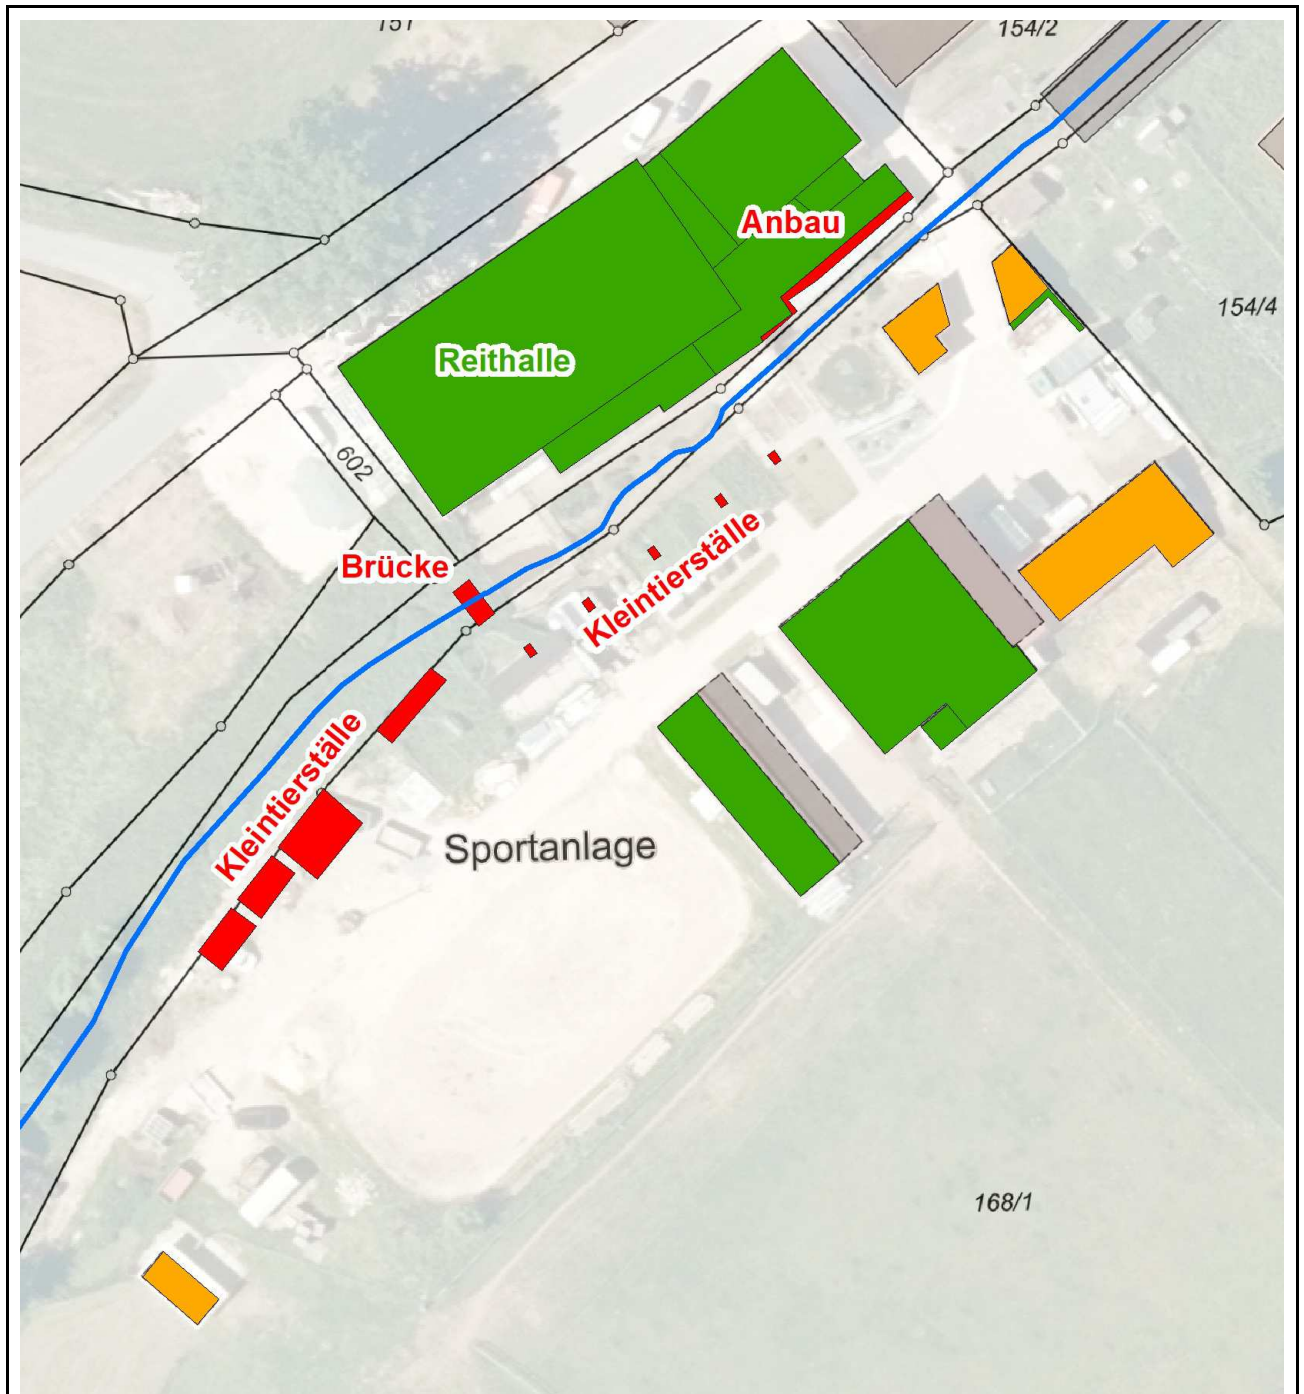 151
154/2
Anbau
154/4
Reithalle
602
Brücke
Kleintierställe
Kleintierställe
Sportanlage
168/1